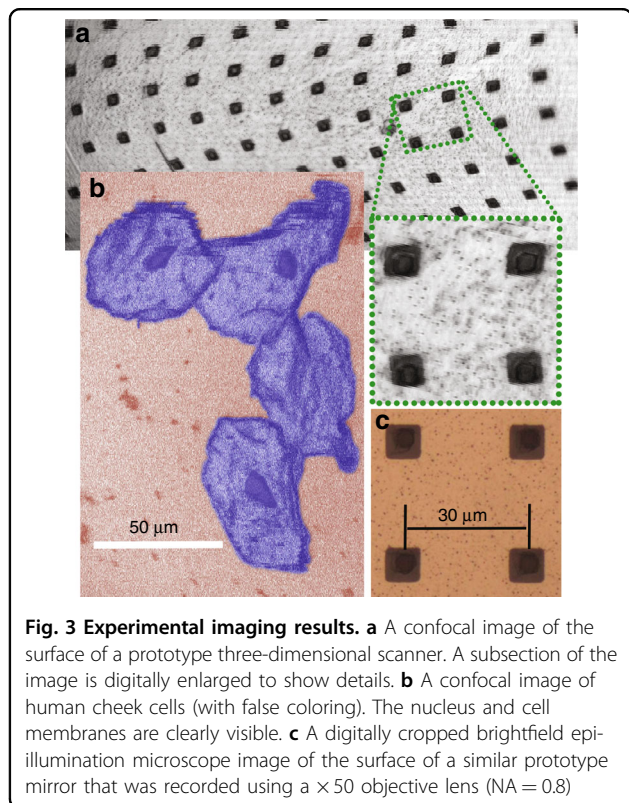 a
b
50 μm
c
30 μm
Fig. 3 Experimental imaging results. a A confocal image of the
surface of a prototype three-dimensional scanner. A subsection of the
image is digitally enlarged to show details. b A confocal image of
human cheek cells (with false coloring). The nucleus and cell
membranes are clearly visible. c A digitally cropped brightfield epi-
illumination microscope image of the surface of a similar prototype
mirror that was recorded using a × 50 objective lens (NA = 0.8)